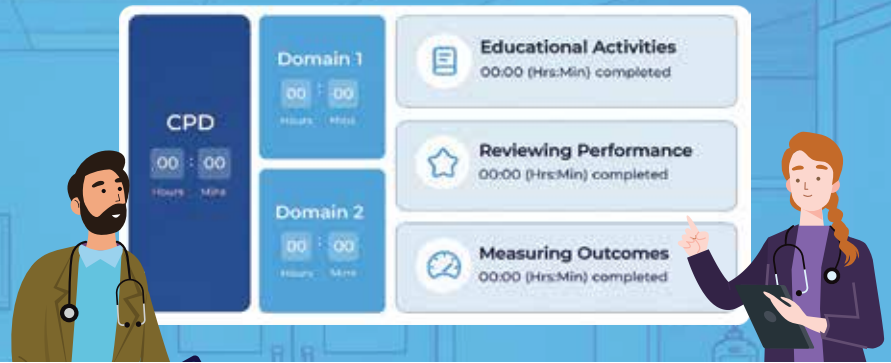 CPD
00 : 00
Hours Mins
Domain 1
00 : 00
Hours Mins
Domain 2
00 : 00
Hours Mins
Educational Activities
00:00 (Hrs:Min) completed
Reviewing Performance
00:00 (Hrs:Min) completed
Measuring Outcomes
00:00 (Hrs:Min) completed